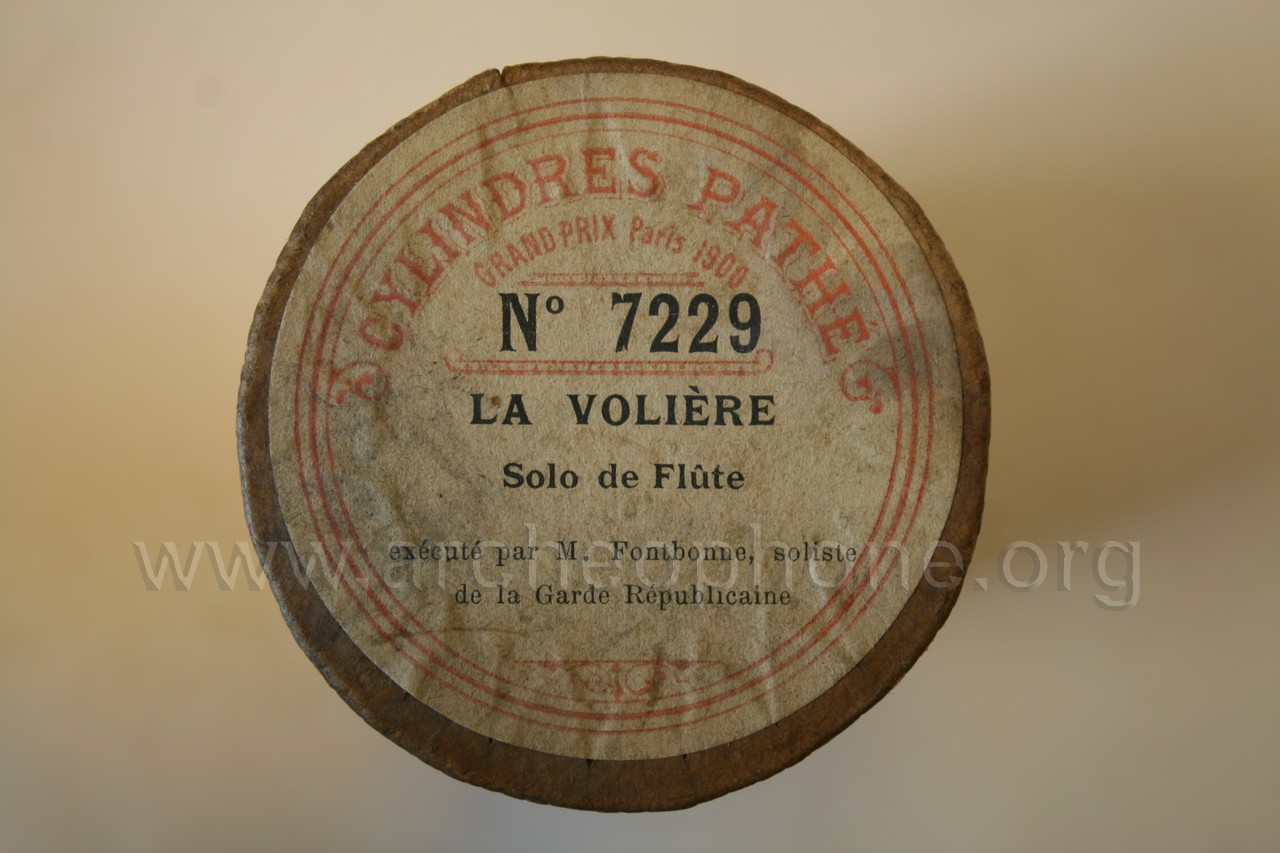 CYLINDRES PATHÉ
GRAND PRIX Paris 1900
Nº 7229
LA VOLIÈRE
Solo de Flûte
exécuté par M. Fontbonne, soliste
de la Garde Républicaine
www.archeophone.org